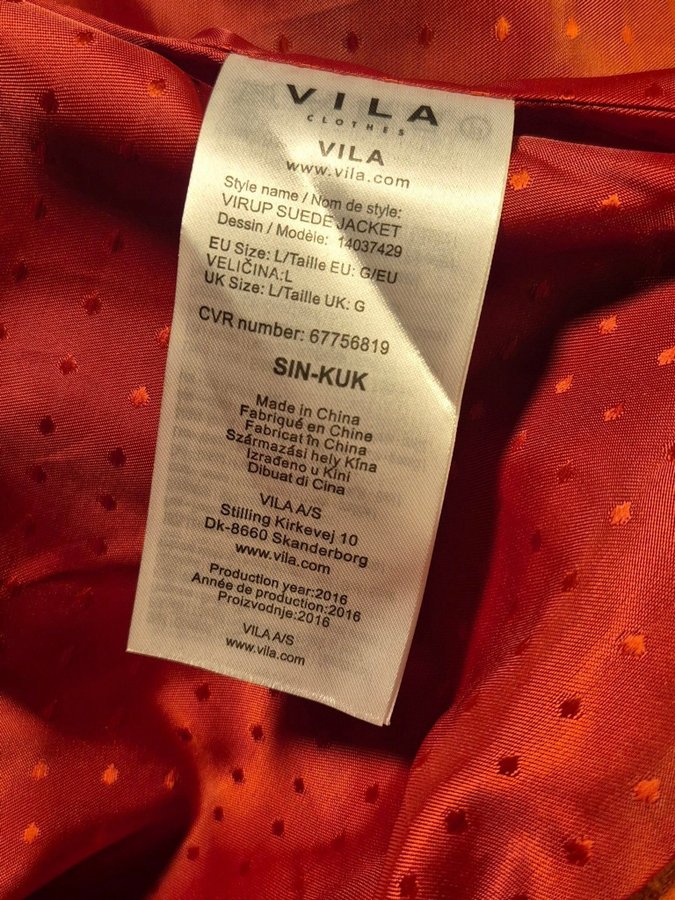 VILA
CLOTHES
VILA
www.vila.com
Style name / Nom de style:
VIRUP SUEDE JACKET
Dessin / Modèle: 14037429
EU Size: L/Taille EU: G/EU
VELIČINA:L
UK Size: L/Taille UK: G
CVR number: 67756819
SIN-KUK
Made in China
Fabriqué en Chine
Fabricat în China
Származási hely Kína
Izrađeno u Kini
Dibuat di Cina
VILA A/S
Stilling Kirkevej 10
Dk-8660 Skanderborg
www.vila.com
Production year:2016
Année de production:2016
Proizvodnje:2016
VILA A/S
www.vila.com